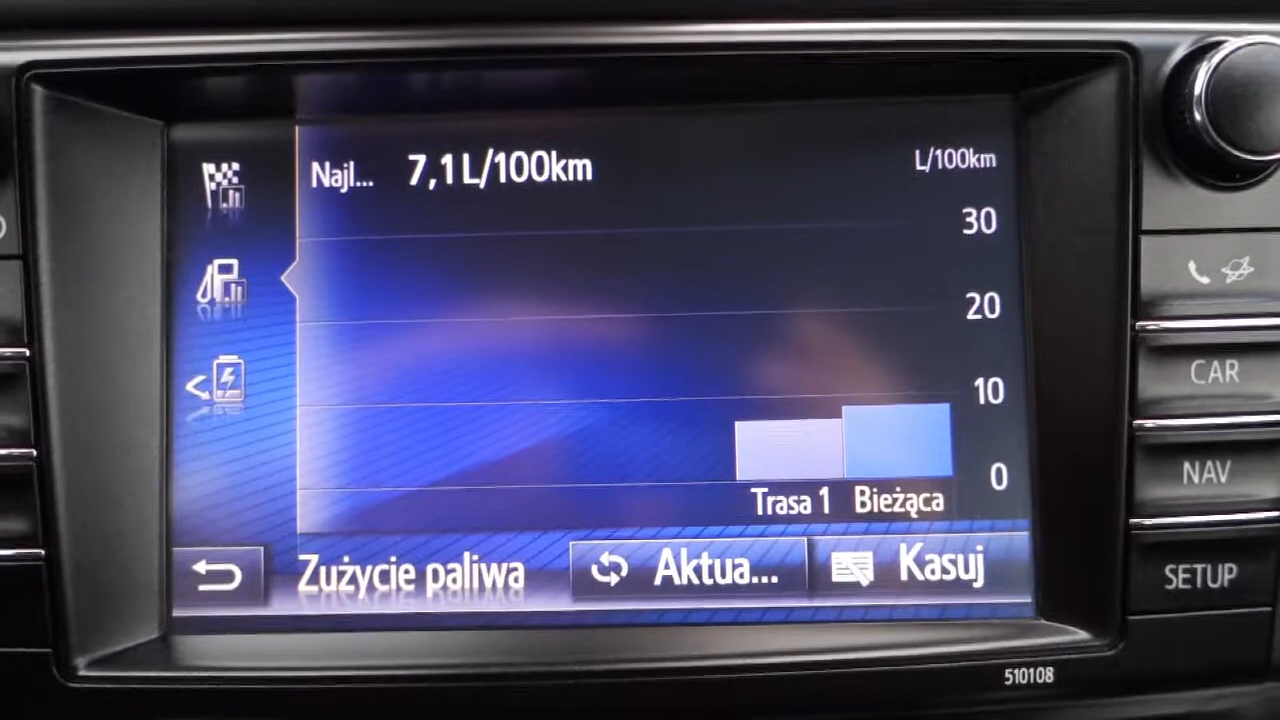 Najl... 7,1 L/100km
L/100km
30
20
10
0
Trasa 1 Bieżąca
Zużycie paliwa
Aktua...
Kasuj
CAR
NAV
SETUP
510108